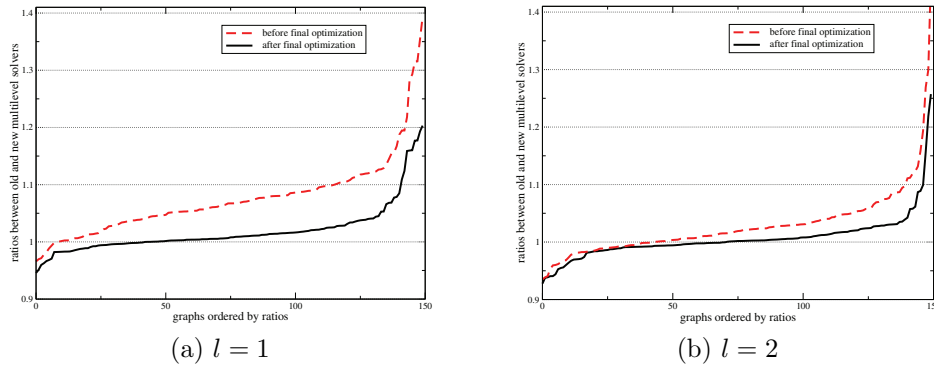 1.4
1.3
1.2
1.1
1
0.9
ratios between old and new multilevel solvers
before final optimization
after final optimization
0 50 100 150
graphs ordered by ratios
(a) l = 1
1.4
1.3
1.2
1.1
1
0.9
ratios between old and new multilevel solvers
before final optimization
after final optimization
0 50 100 150
graphs ordered by ratios
(b) l = 2